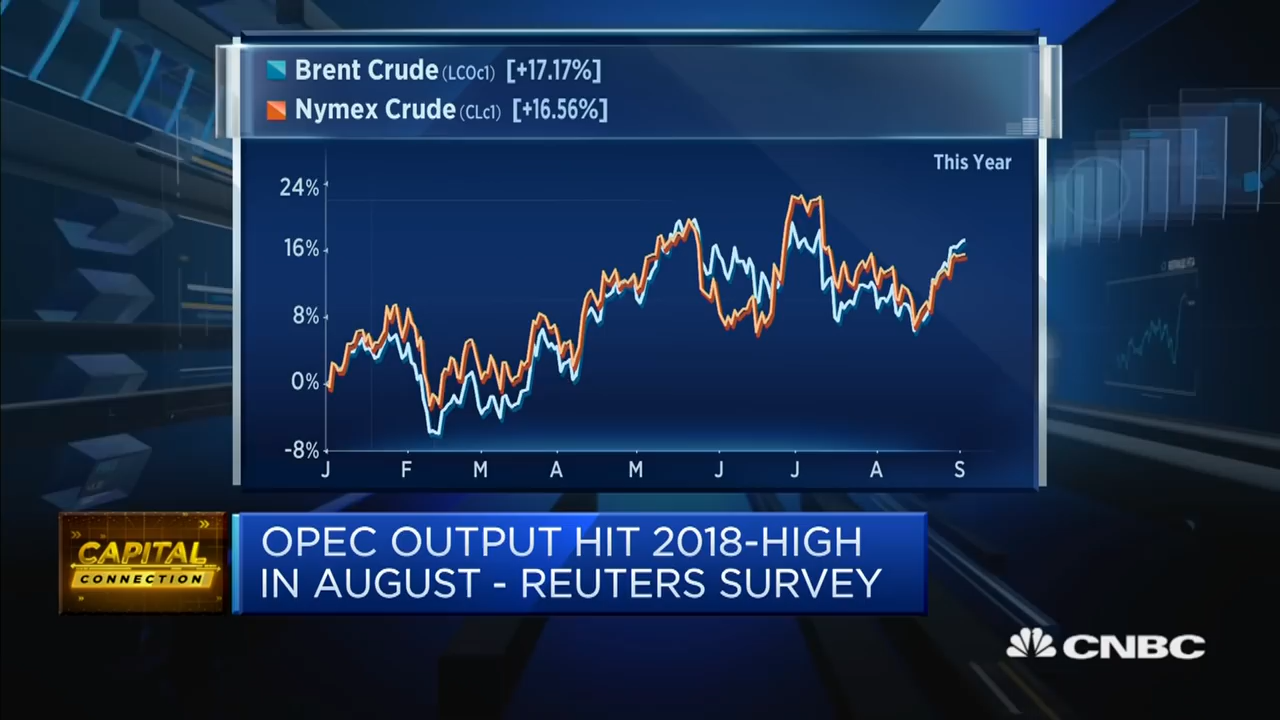 Brent Crude (LCOc1) [+17.17%]
Nymex Crude (CLc1) [+16.56%]
This Year
24%
16%
8%
0%
-8%
J F M A M J J A S
CAPITAL
CONNECTION
OPEC OUTPUT HIT 2018-HIGH
IN AUGUST - REUTERS SURVEY
CNBC